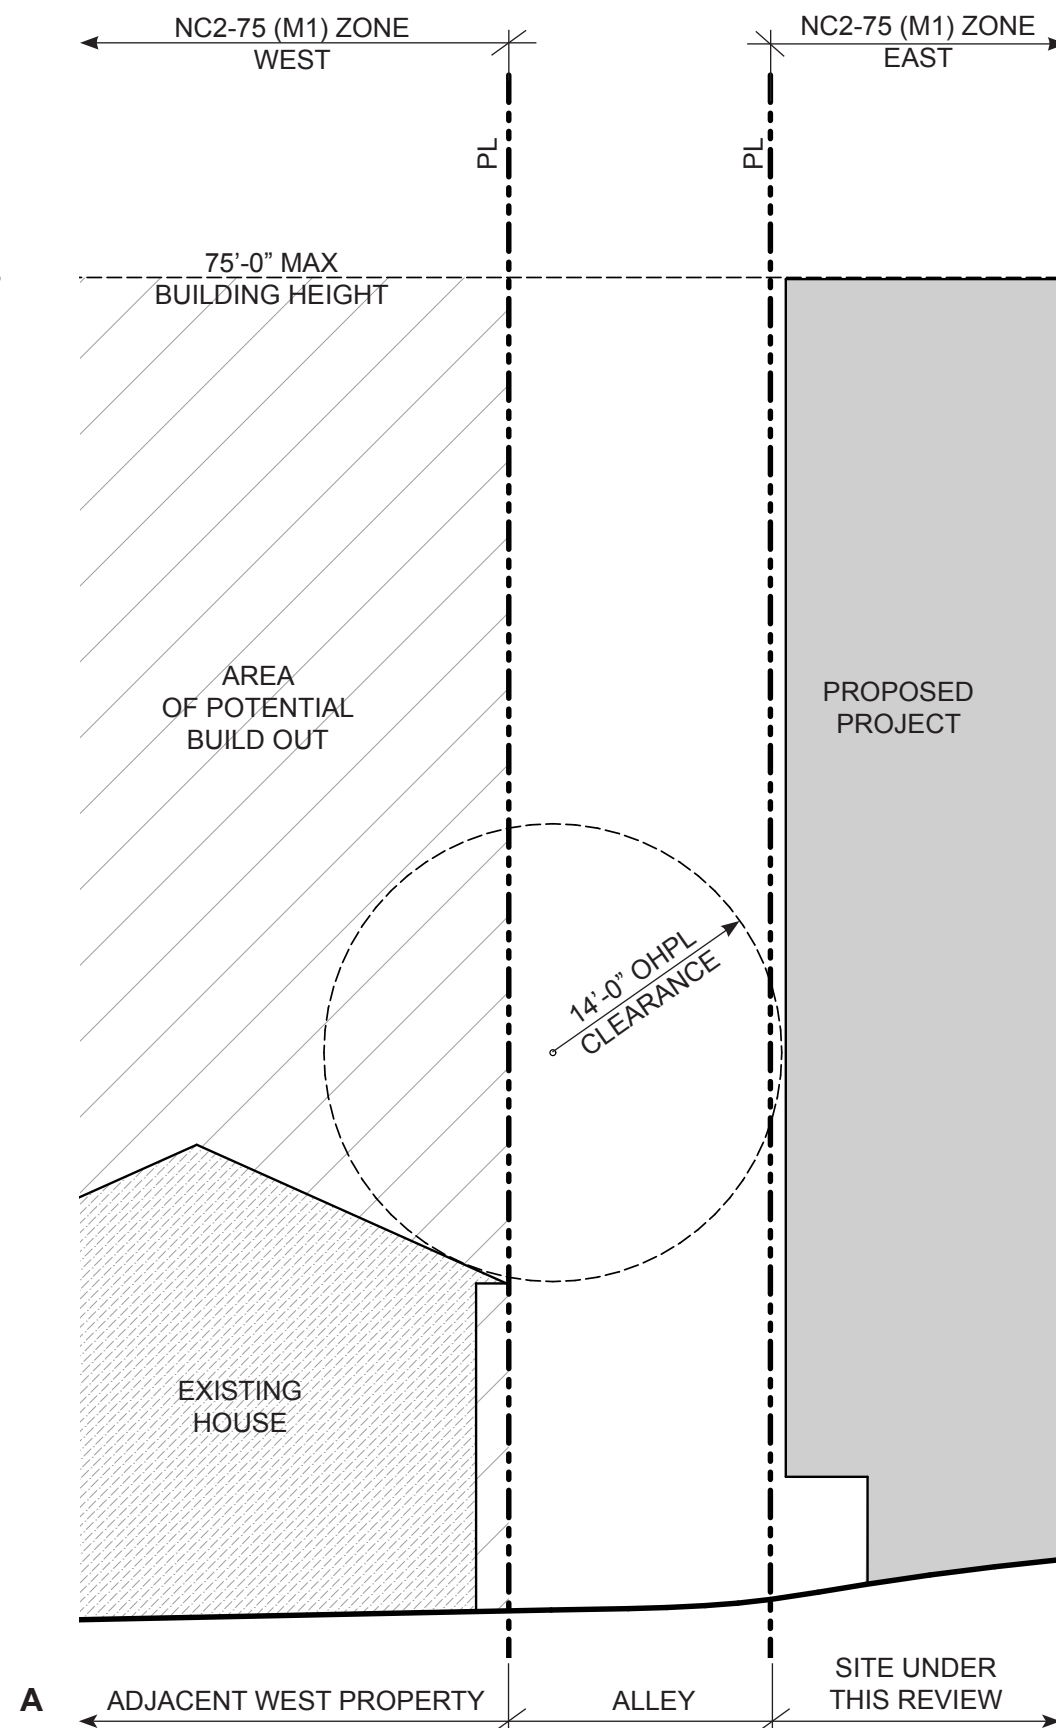 NC2-75 (M1) ZONE
WEST
NC2-75 (M1) ZONE
EAST
PL
PL
75’-0” MAX
BUILDING HEIGHT
AREA
OF POTENTIAL
BUILD OUT
PROPOSED
PROJECT
14’-0” OHPL
CLEARANCE
EXISTING
HOUSE
A
ADJACENT WEST PROPERTY
ALLEY
SITE UNDER
THIS REVIEW